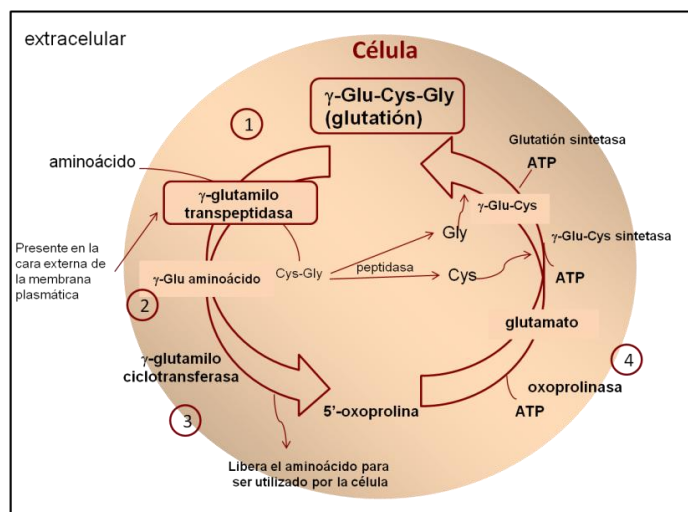 extracelular
Célula
γ-Glu-Cys-Gly
(glutatión)
1
Glutatión sintetasa
ATP
aminoácido
γ-glutamilo
transpeptidasa
γ-Glu-Cys
Gly
γ-Glu-Cys sintetasa
Presente en la
cara externa de
la membrana
plasmática
γ-Glu aminoácido
Cys-Gly
peptidasa
Cys
ATP
2
glutamato
γ-glutamilo
ciclotransferasa
4
oxoprolinasa
5'-oxoprolina
ATP
3
Libera el aminoácido para
ser utilizado por la célula